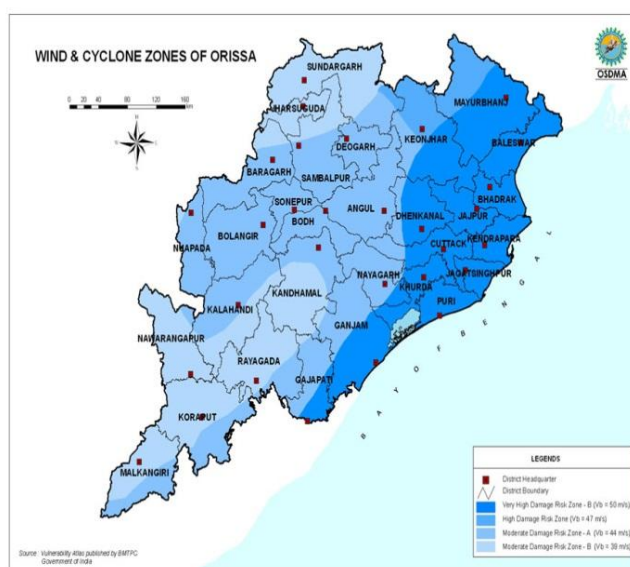 WIND & CYCLONE ZONES OF ORISSA
OSDMA
SUNDARGARH
JHARSUGUDA
MAYURBHANJ
KEONJHAR
DEOGARH
BALESWAR
BARAGARH
SAMBALPUR
BHADRAK
SONEPUR
ANGUL
DHENKANAL
JAJPUR
BODH
NUAPADA
BOLANGIR
CUTTACK
KENDRAPARA
NAYAGARH
KHURDA
JAGATSINGHPUR
KANDHAMAL
PURI
KALAHANDI
GANJAM
NAWARANGAPUR
RAYAGADA
GAJAPATI
KORAPUT
MALKANGIRI
BAY OF BENGAL
LEGENDS
District Headquarter
District Boundary
Very High Damage Risk Zone - B (Vb = 50 m/s)
High Damage Risk Zone (Vb = 47 m/s)
Moderate Damage Risk Zone - A (Vb = 44 m/s)
Moderate Damage Risk Zone - B (Vb = 39 m/s)
Source : Vulnerability Atlas published by BMTPC
Government of India